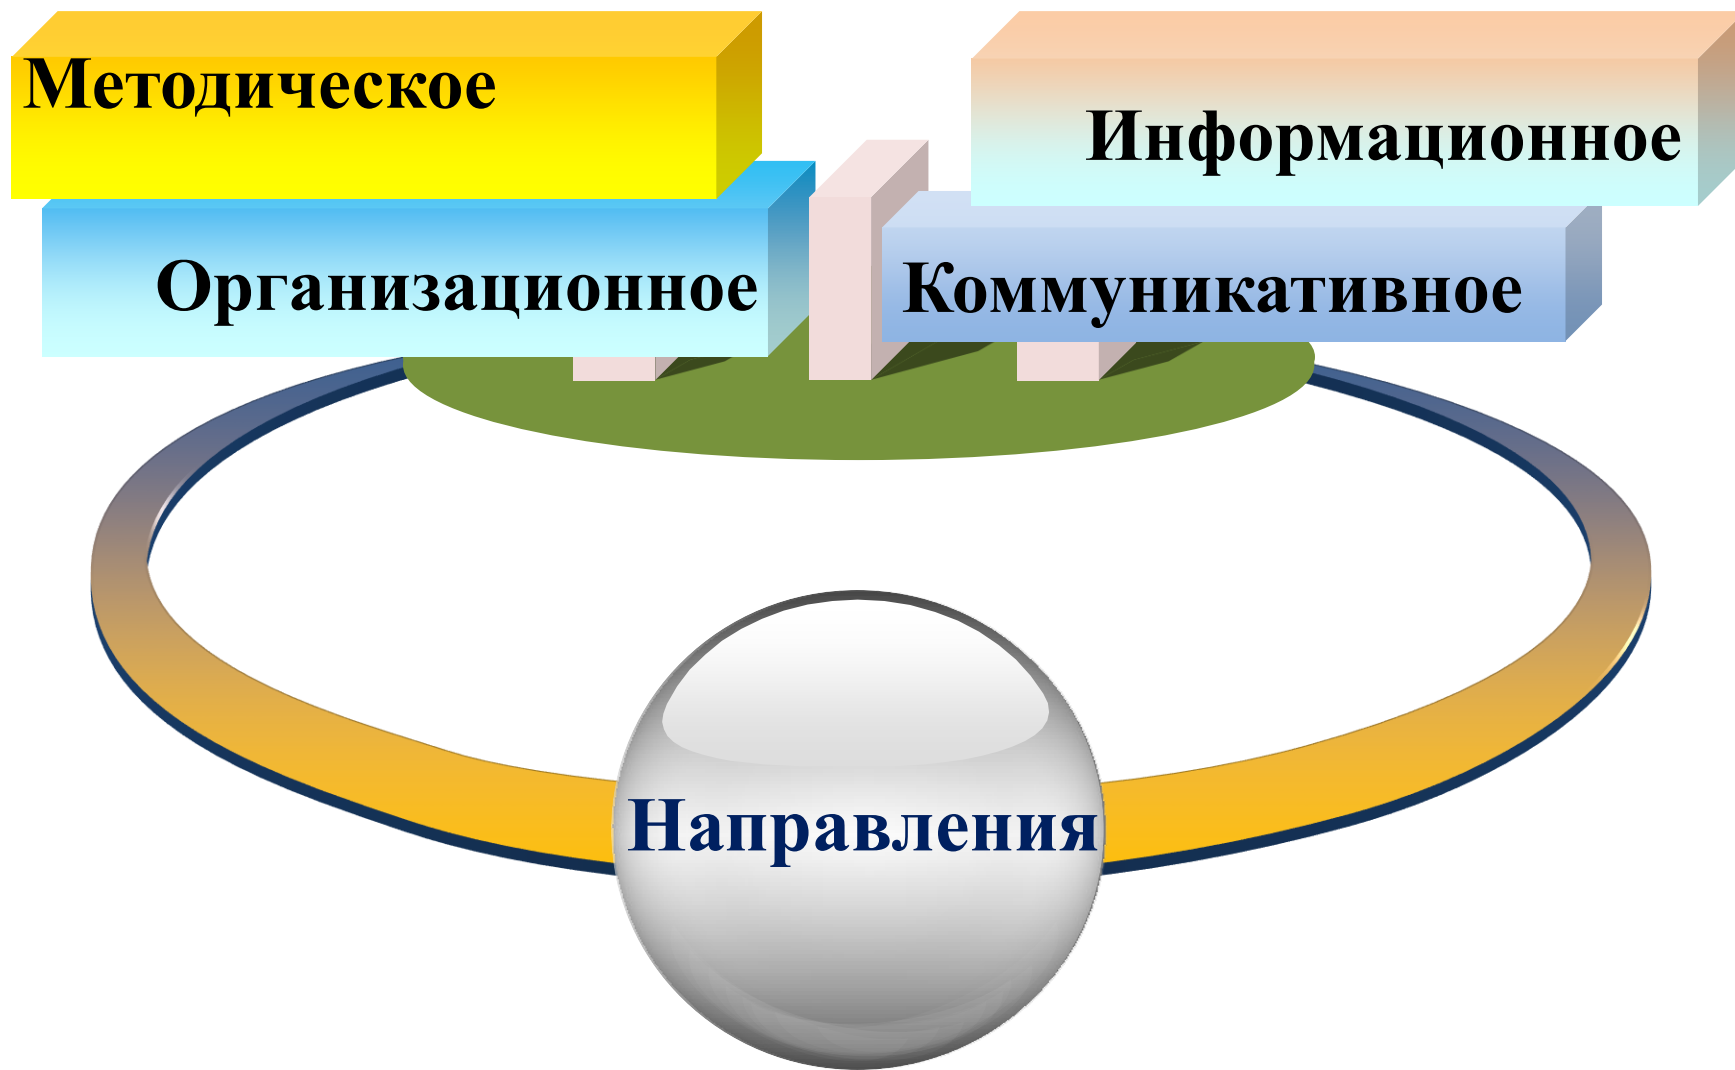 Методическое
Информационное
Организационное
Коммуникативное
Направления